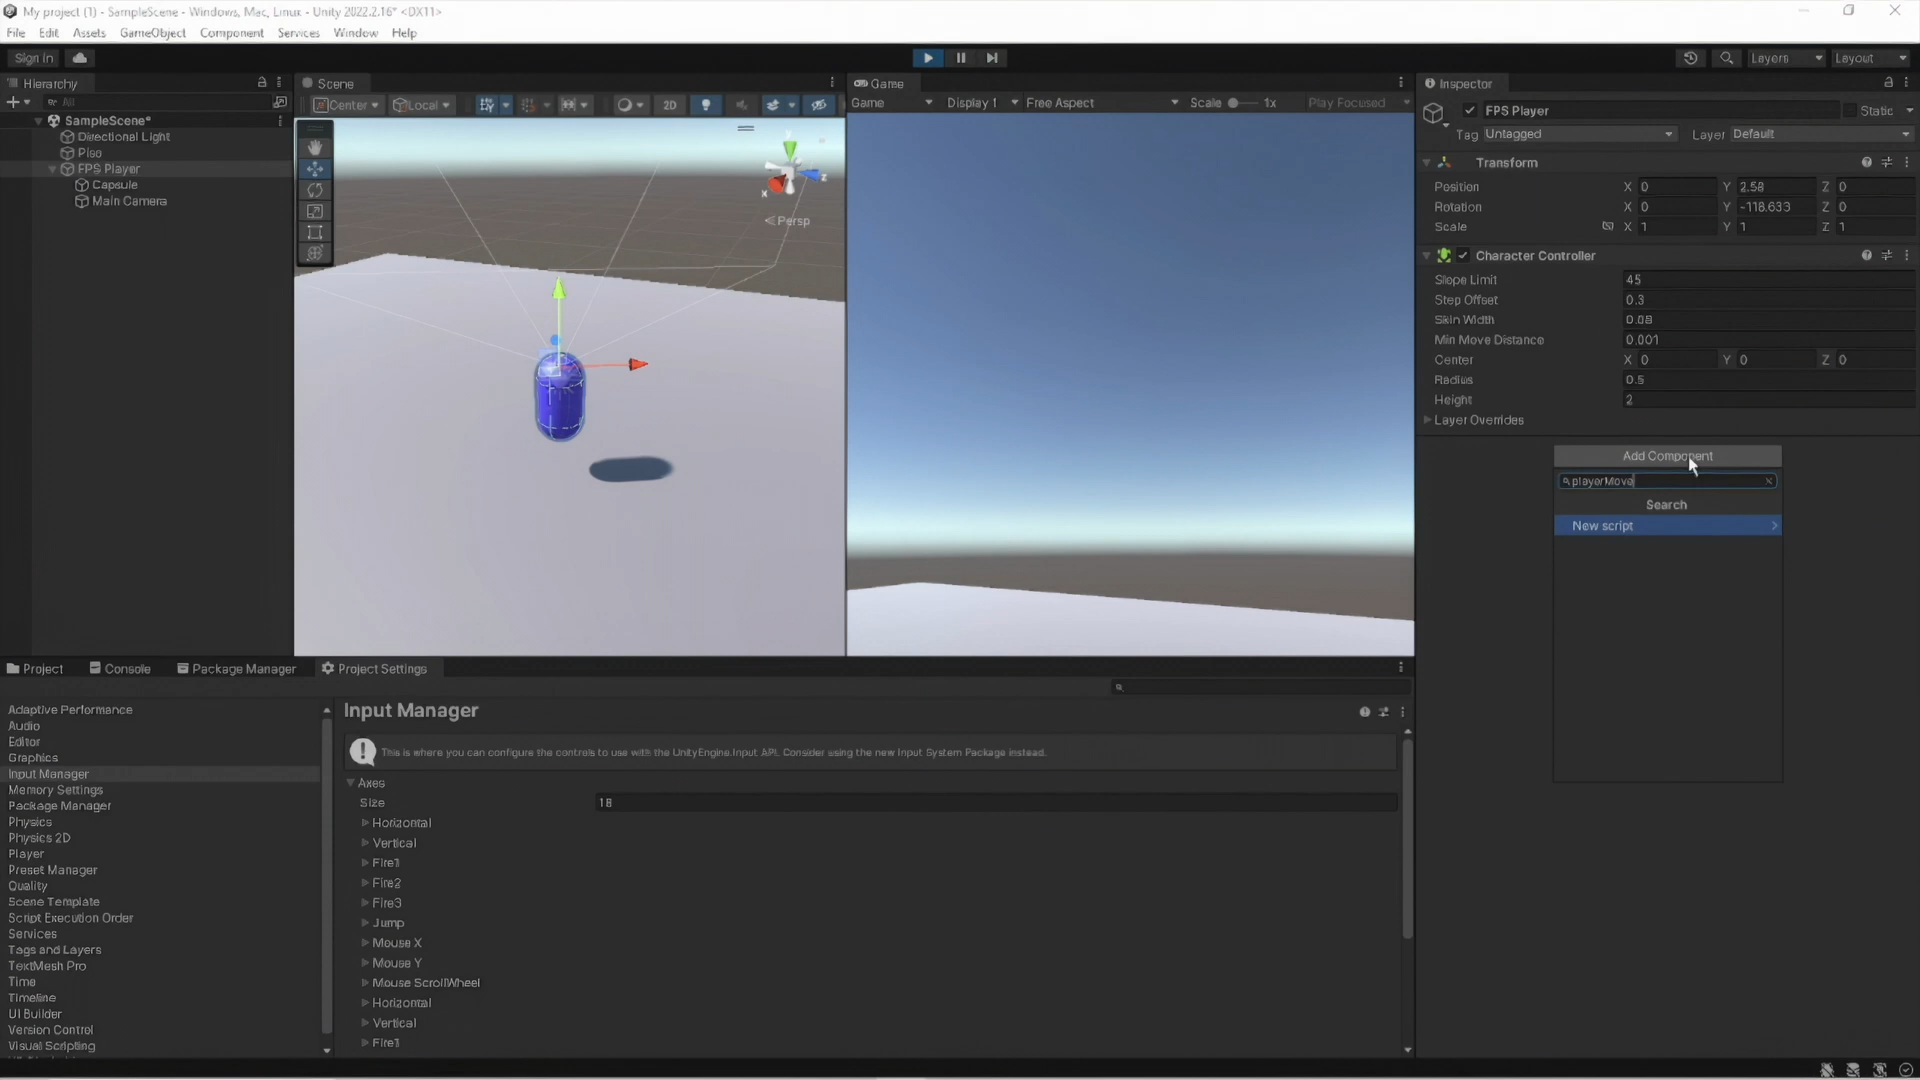 My project (1) - SampleScene - Windows, Mac, Linux - Unity 2022.2.16* <DX11>
File Edit Assets GameObject Component Services Window Help
Sign in
Layers Layout
Hierarchy
All
SampleScene*
Directional Light
Piso
FPS Player
Capsule
Main Camera
Scene
Center Local 2D
Persp
y
x
z
Game
Game Display 1 Free Aspect Scale 1x Play Focused
Inspector
FPS Player Static
Tag Untagged Layer Default
Transform
Position X 0 Y 2.58 Z 0
Rotation X 0 Y -118.633 Z 0
Scale X 1 Y 1 Z 1
Character Controller
Slope Limit 45
Step Offset 0.3
Skin Width 0.08
Min Move Distance 0.001
Center X 0 Y 0 Z 0
Radius 0.5
Height 2
Layer Overrides
Add Component
playerMove
Search
New script
Project Console Package Manager Project Settings
Adaptive Performance
Audio
Editor
Graphics
Input Manager
Memory Settings
Package Manager
Physics
Physics 2D
Player
Preset Manager
Quality
Scene Template
Script Execution Order
Services
Tags and Layers
TextMesh Pro
Time
Timeline
UI Builder
Version Control
Visual Scripting
Input Manager
This is where you can configure the controls to use with the UnityEngine.Input API. Consider using the new Input System Package instead.
Axes
Size 18
Horizontal
Vertical
Fire1
Fire2
Fire3
Jump
Mouse X
Mouse Y
Mouse ScrollWheel
Horizontal
Vertical
Fire1